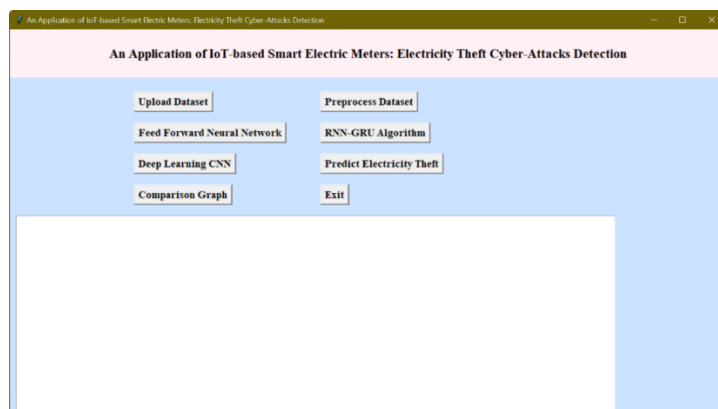 An Application of IoT-based Smart Electric Meters: Electricity Theft Cyber-Attacks Detection
An Application of IoT-based Smart Electric Meters: Electricity Theft Cyber-Attacks Detection
Upload Dataset Preprocess Dataset
Feed Forward Neural Network RNN-GRU Algorithm
Deep Learning CNN Predict Electricity Theft
Comparison Graph Exit